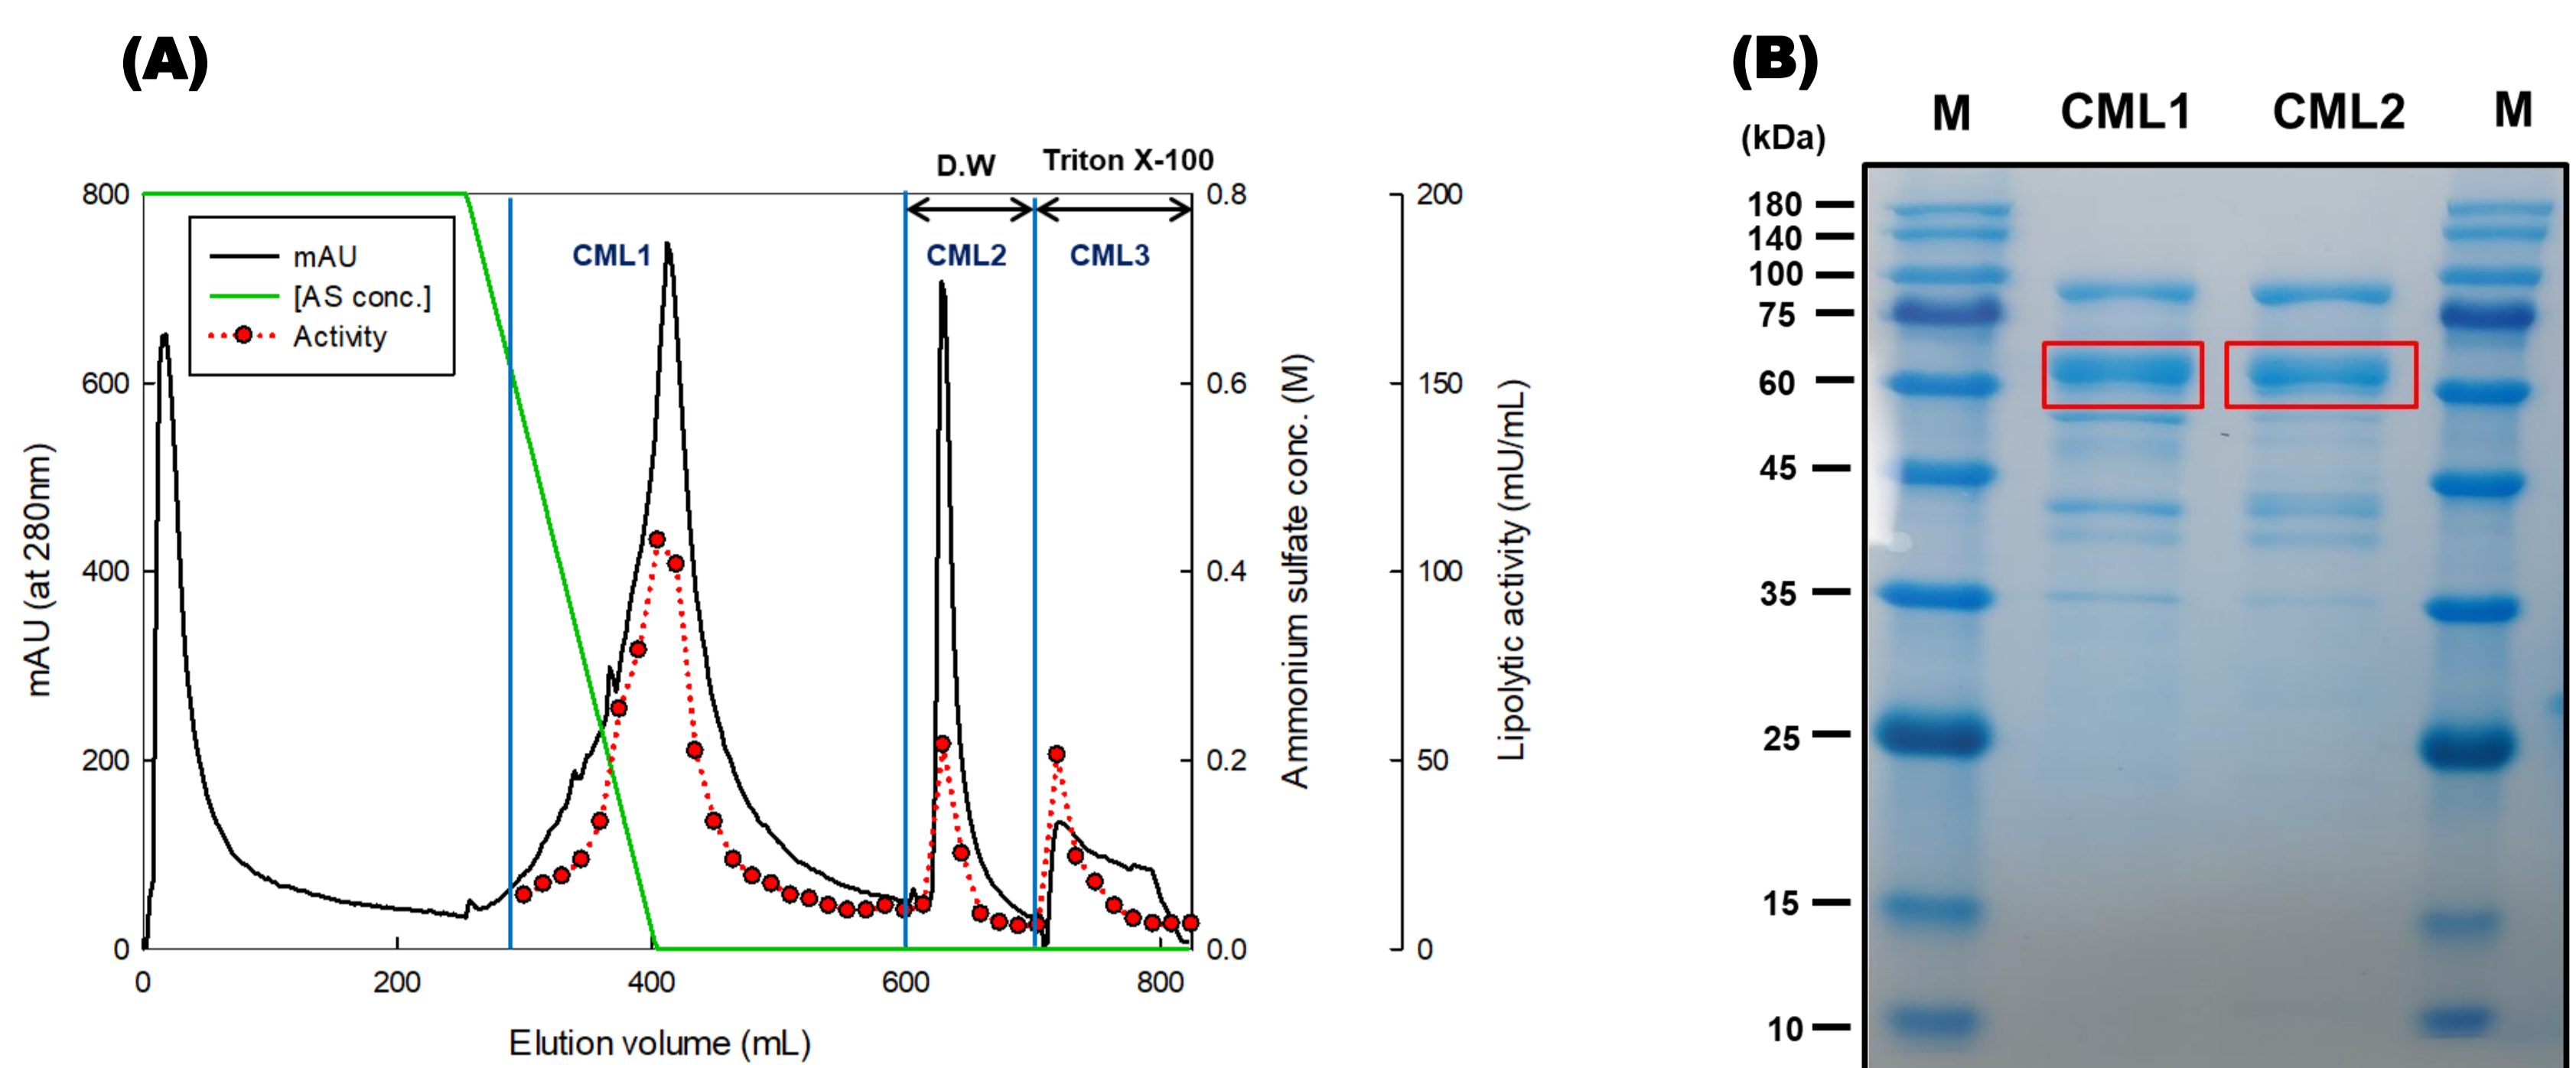 (A)
(B)
M CML1 CML2 M
(kDa)
D.W Triton X-100
800 0.8 200
mAU
[AS conc.]
Activity
CML1 CML2 CML3
600 0.6 150
400 0.4 100
200 0.2 50
0 0.0 0
0 200 400 600 800
Elution volume (mL)
mAU (at 280nm)
Ammonium sulfate conc. (M)
Lipolytic activity (mU/mL)
180
140
100
75
60
45
35
25
15
10